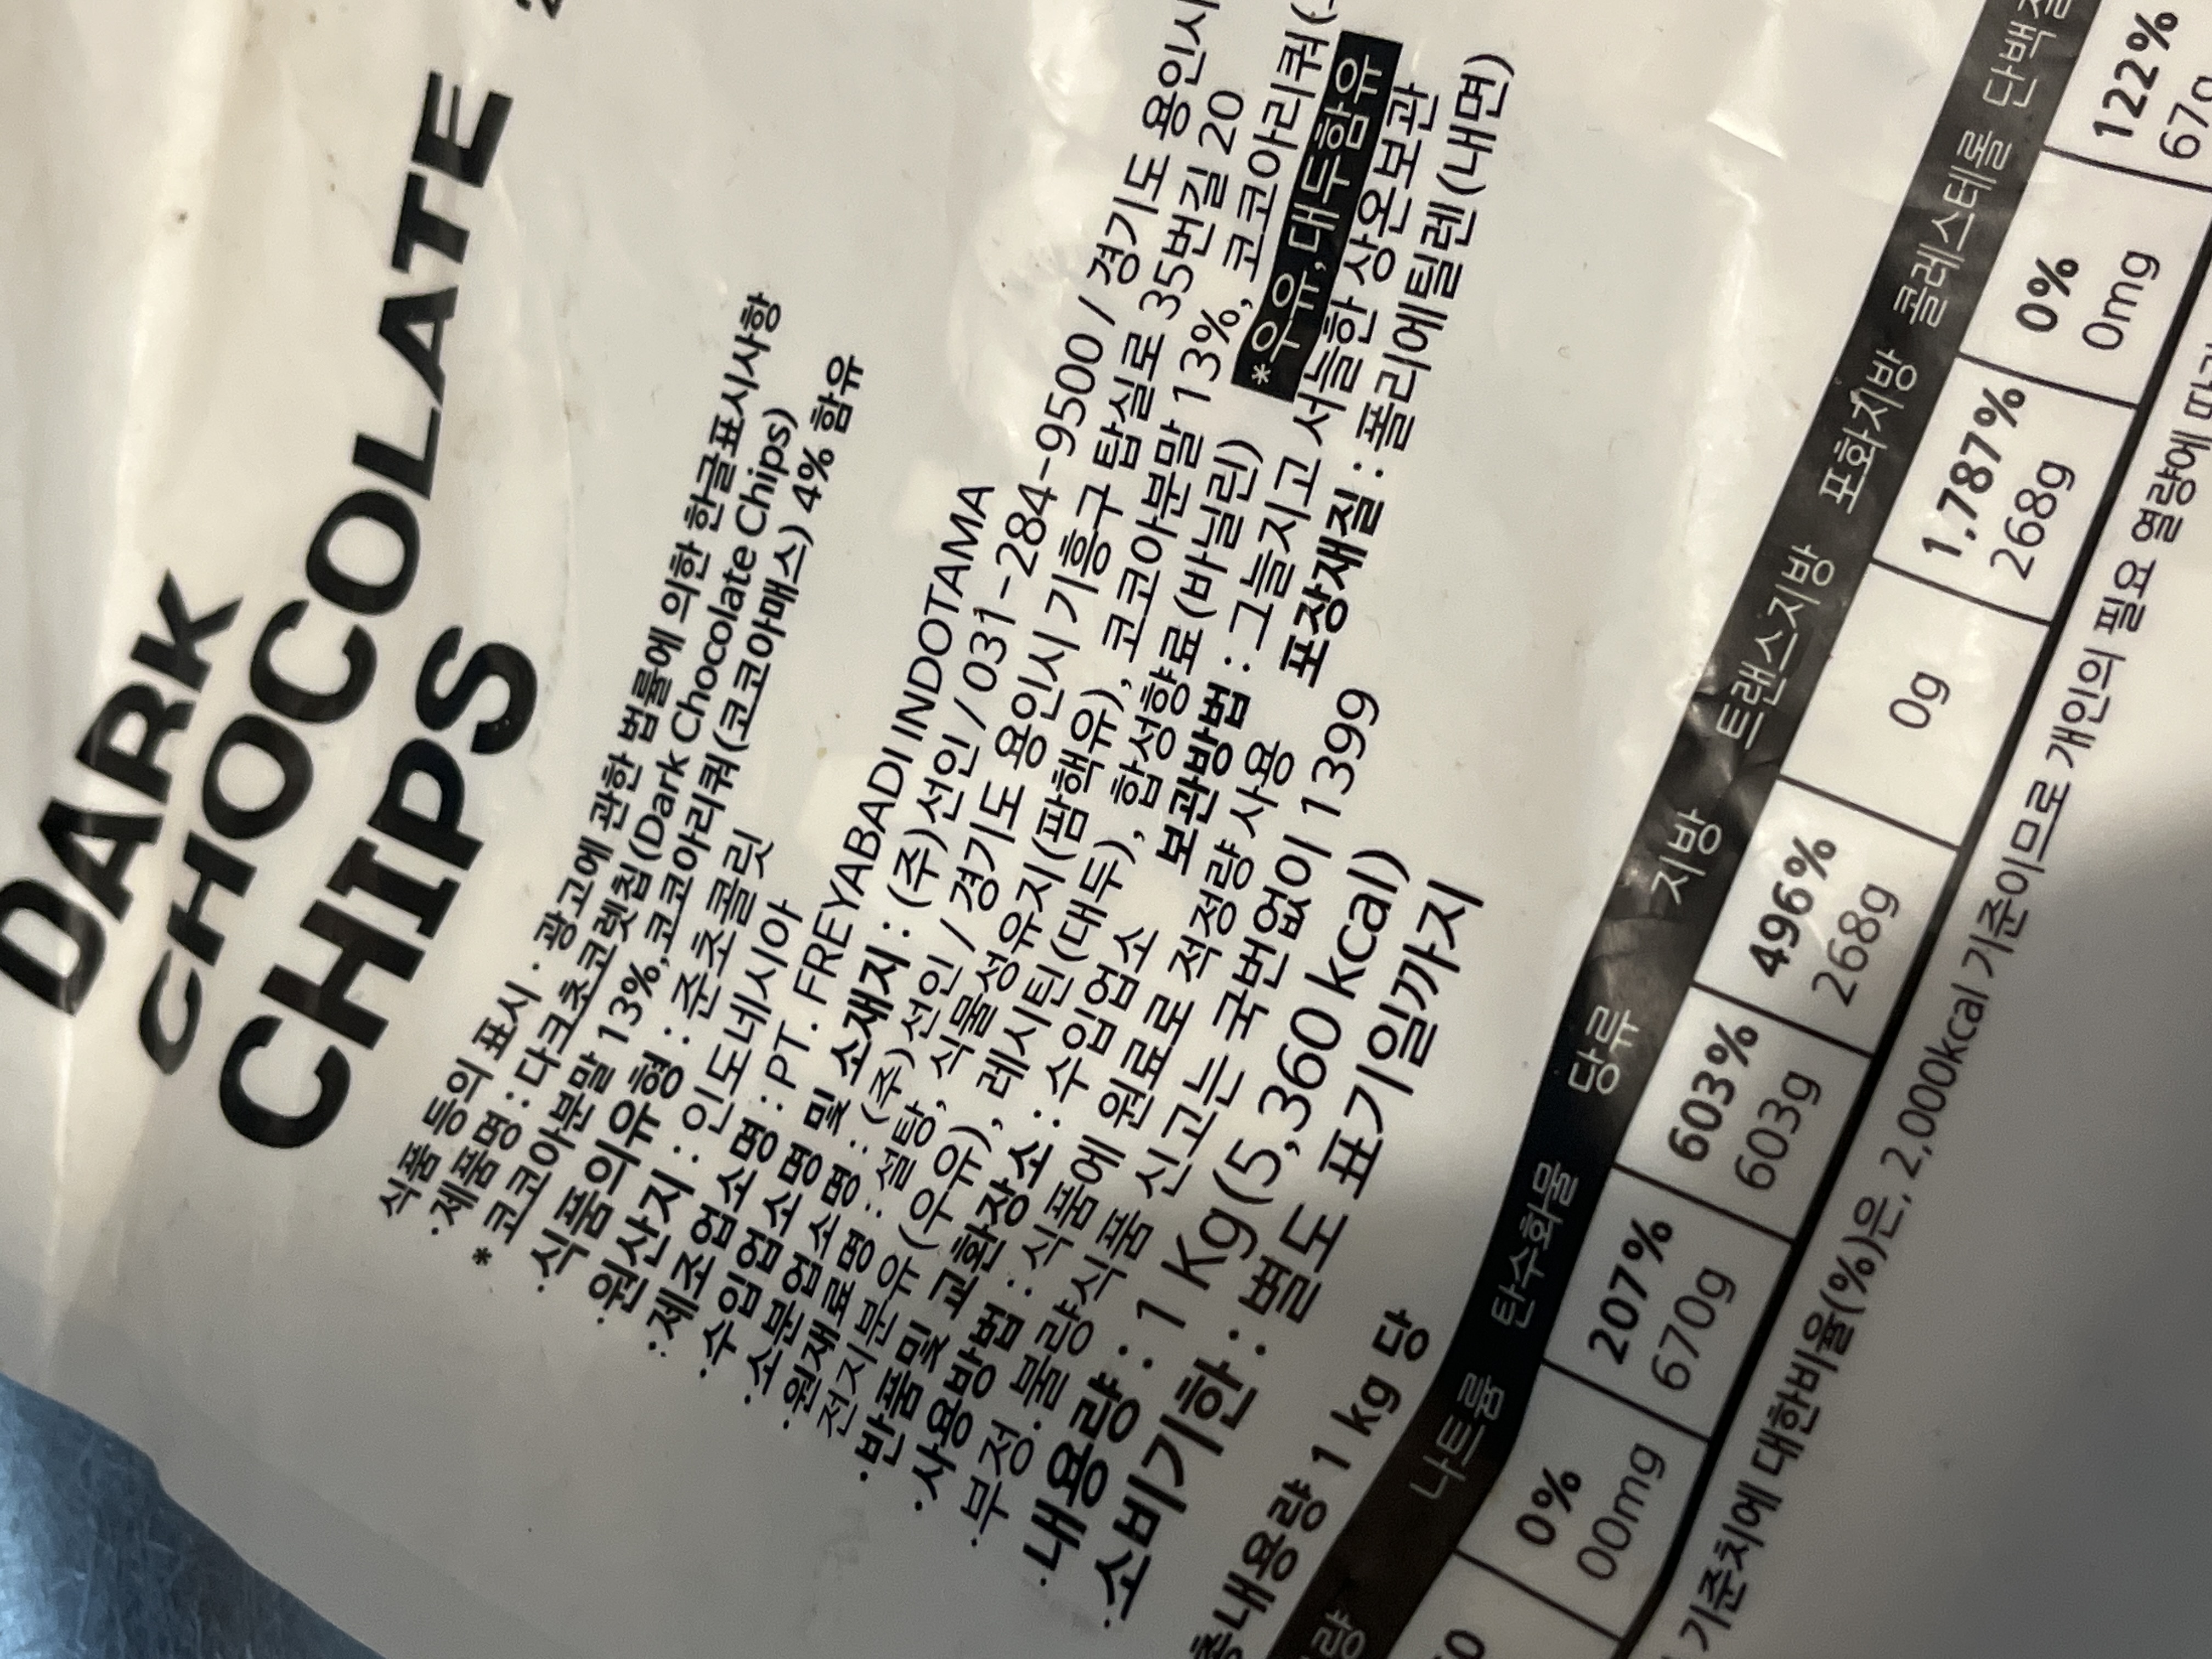 DARK
CHOCOLATE
CHIPS
식품 등의 표시 · 광고에 관한 법률에 의한 한글표시사항
·제품명 : 다크초코렛칩(Dark Chocolate Chips)
* 코코아분말 13%,코코아리쿼(코코아매스) 4% 함유
·식품의유형 : 준초콜릿
·원산지 : 인도네시아
·제조업소명 : PT. FREYABADI INDOTAMA
·수입업소명 및 소재지 : (주)선인 / 031-284-9500 / 경기도 용인시
·소분업소명 : (주)선인 / 경기도 용인시 기흥구 탑실로 35번길 20
·원재료명 : 설탕, 식물성유지(팜핵유), 코코아분말 13%, 코코아리쿼(
전지분유(우유), 레시틴(대두), 합성향료(바닐린) *우유,대두함유
·반품및 교환장소 : 수입업소 보관방법 : 그늘지고 서늘한 상온보관
·사용방법 : 식품에 원료로 적정량 사용 포장재질 : 폴리에틸렌(내면)
부정·불량식품 신고는 국번없이 1399
·내용량 : 1 Kg(5,360 kcal)
·소비기한 : 별도 표기일까지
총내용량 1 kg 당
량 나트륨 탄수화물 당류 지방 트랜스지방 포화지방 콜레스테롤 단백질
0% 207% 603% 496% 1,787% 0% 122%
00mg 670g 603g 268g 0g 268g 0mg 67g
기준치에 대한비율(%)은, 2,000kcal 기준이므로 개인의 필요 열량에 따라